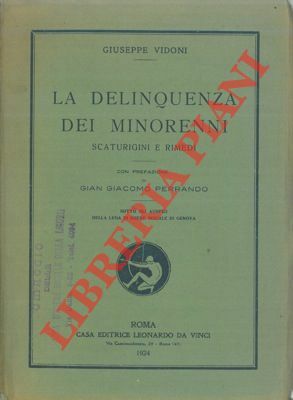 GIUSEPPE VIDONI
LA DELINQUENZA
DEI MINORENNI
SCATURIGINI E RIMEDI
CON PREFAZIONE
DI
GIAN GIACOMO PERRANDO
SOTTO GLI AUSPICI
DELLA LEGA DI IGIENE SOCIALE DI GENOVA
ROMA
CASA EDITRICE LEONARDO DA VINCI
1924
LIBRERIA PIANI
OMAGGIO